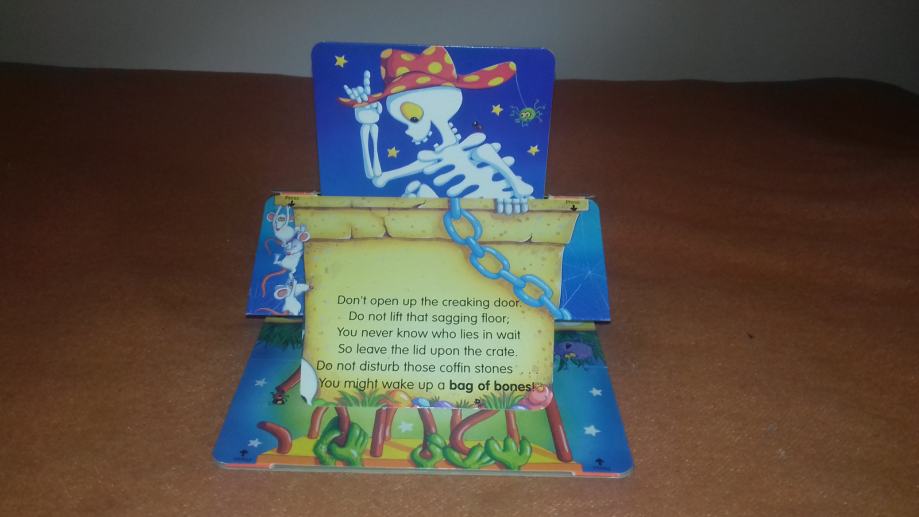 Press
Press
Don't open up the creaking door.
Do not lift that sagging floor;
You never know who lies in wait
So leave the lid upon the crate.
Do not disturb those coffin stones
You might wake up a bag of bones!